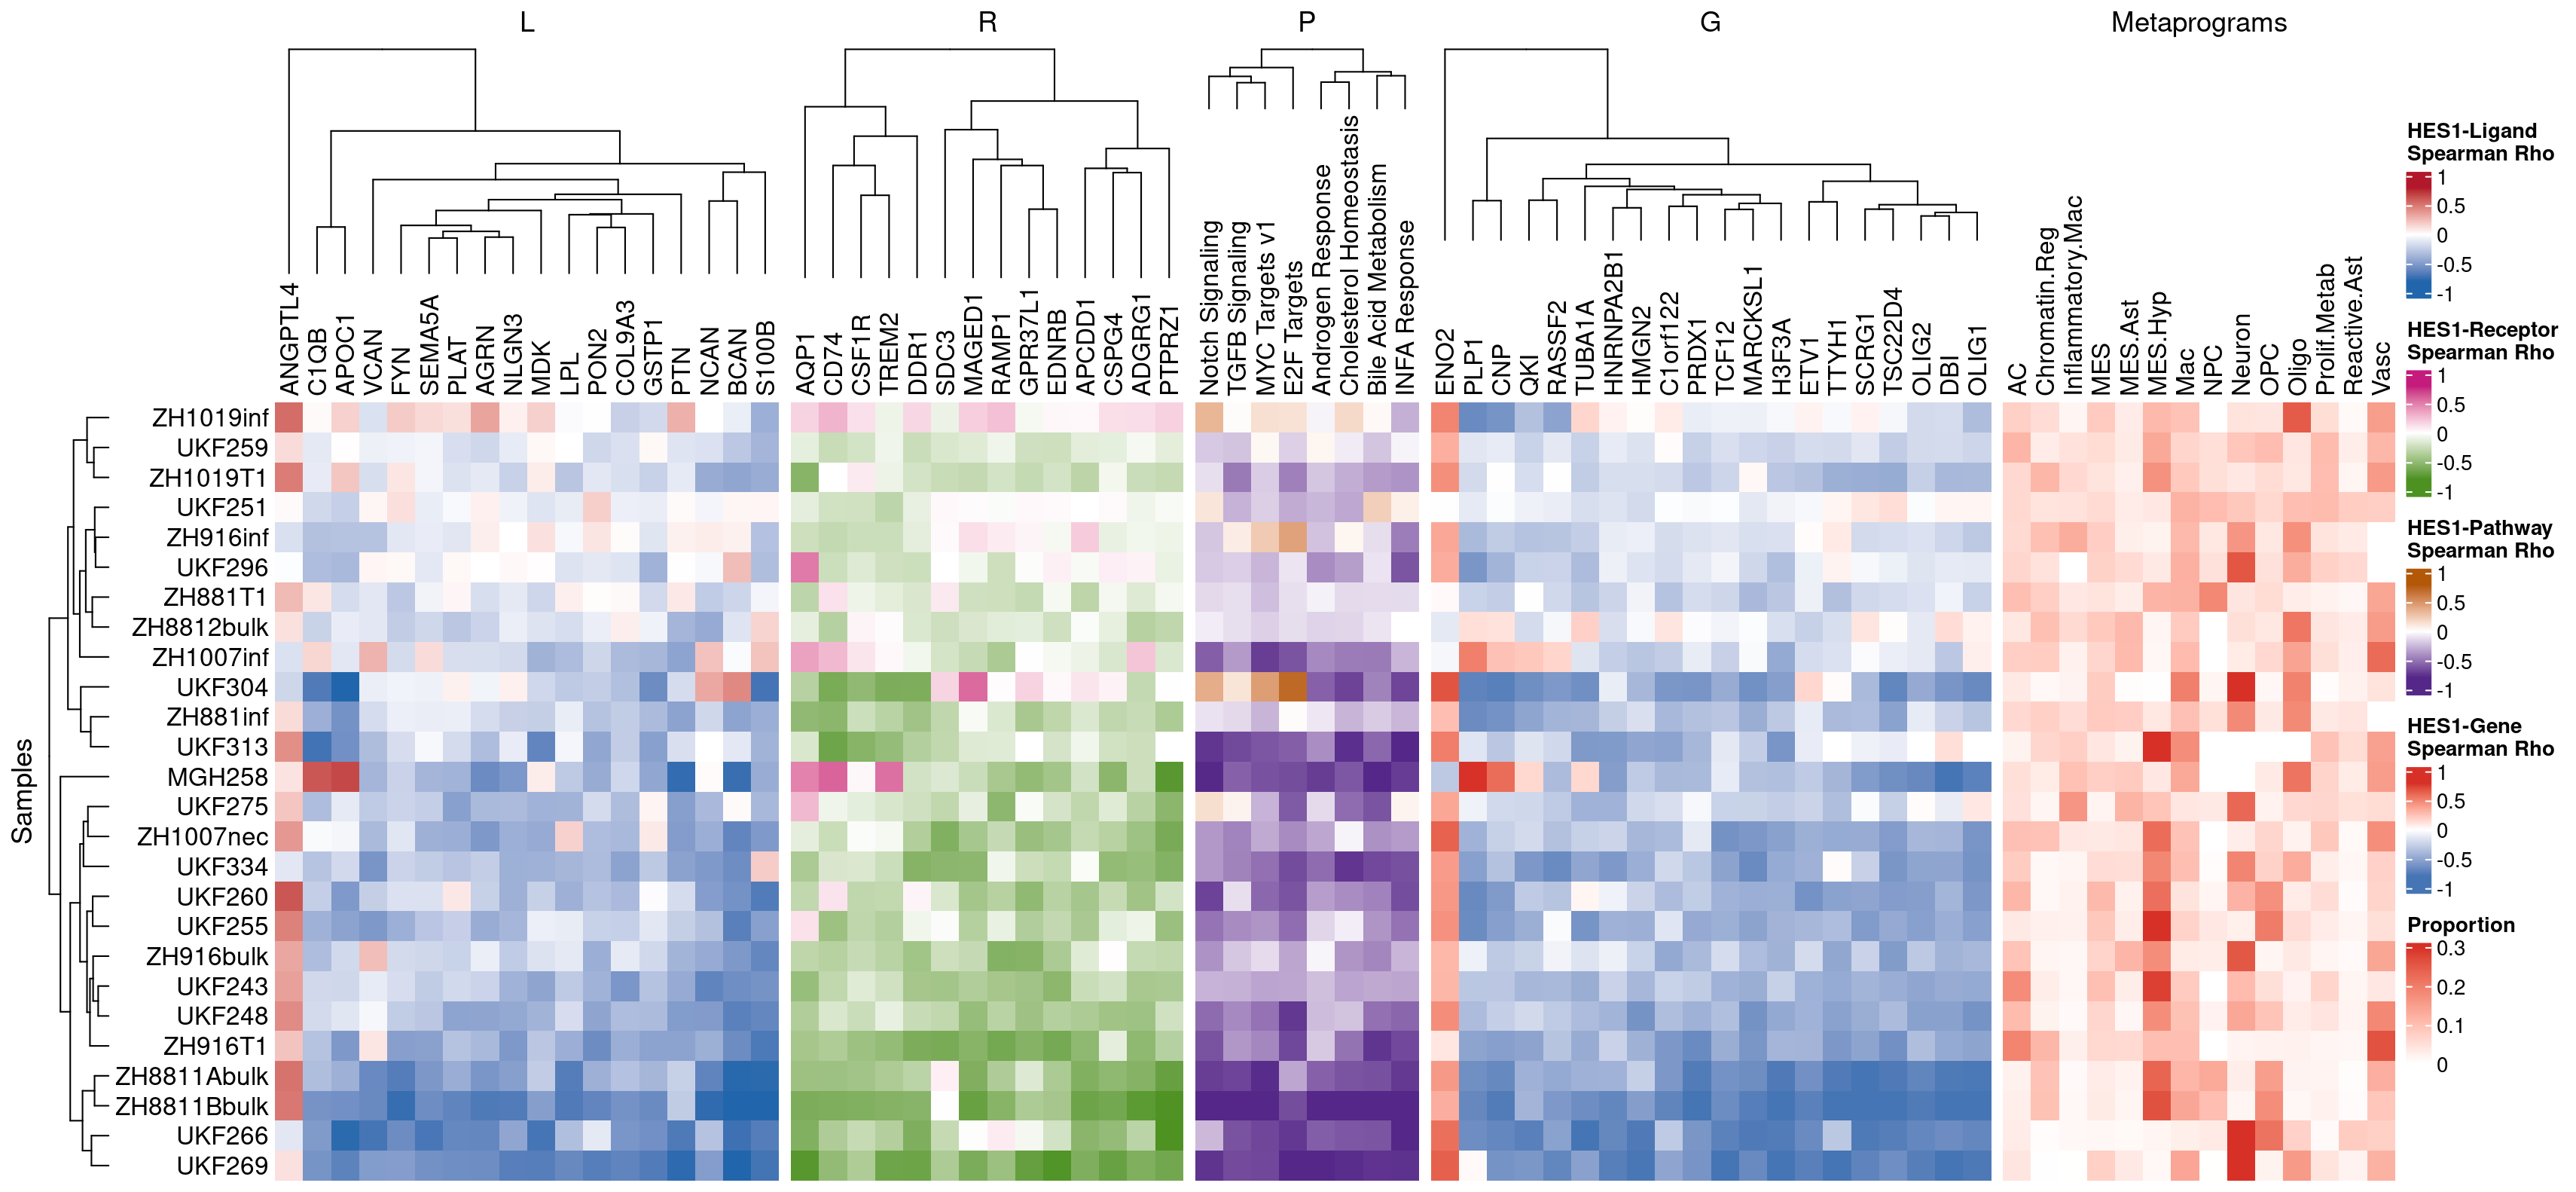 L
R
P
G
Metaprograms
ANGPTL4
C1QB
APOC1
VCAN
FYN
SEMA5A
PLAT
AGRN
NLGN3
MDK
LPL
PON2
COL9A3
GSTP1
PTN
NCAN
BCAN
S100B
AQP1
CD74
CSF1R
TREM2
DDR1
SDC3
MAGED1
RAMP1
GPR37L1
EDNRB
APCDD1
CSPG4
ADGRG1
PTPRZ1
Notch Signaling
TGFB Signaling
MYC Targets v1
E2F Targets
Androgen Response
Cholesterol Homeostasis
Bile Acid Metabolism
INFA Response
ENO2
PLP1
CNP
QKI
RASSF2
TUBA1A
HNRNPA2B1
HMGN2
C1orf122
PRDX1
TCF12
MARCKSL1
H3F3A
ETV1
TTYH1
SCRG1
TSC22D4
OLIG2
DBI
OLIG1
AC
Chromatin.Reg
Inflammatory.Mac
MES
MES.Ast
MES.Hyp
Mac
NPC
Neuron
OPC
Oligo
Prolif.Metab
Reactive.Ast
Vasc
Samples
ZH1019inf
UKF259
ZH1019T1
UKF251
ZH916inf
UKF296
ZH881T1
ZH8812bulk
ZH1007inf
UKF304
ZH881inf
UKF313
MGH258
UKF275
ZH1007nec
UKF334
UKF260
UKF255
ZH916bulk
UKF243
UKF248
ZH916T1
ZH8811Abulk
ZH8811Bbulk
UKF266
UKF269
HES1-Ligand
Spearman Rho
1
0.5
0
-0.5
-1
HES1-Receptor
Spearman Rho
1
0.5
0
-0.5
-1
HES1-Pathway
Spearman Rho
1
0.5
0
-0.5
-1
HES1-Gene
Spearman Rho
1
0.5
0
-0.5
-1
Proportion
0.3
0.2
0.1
0